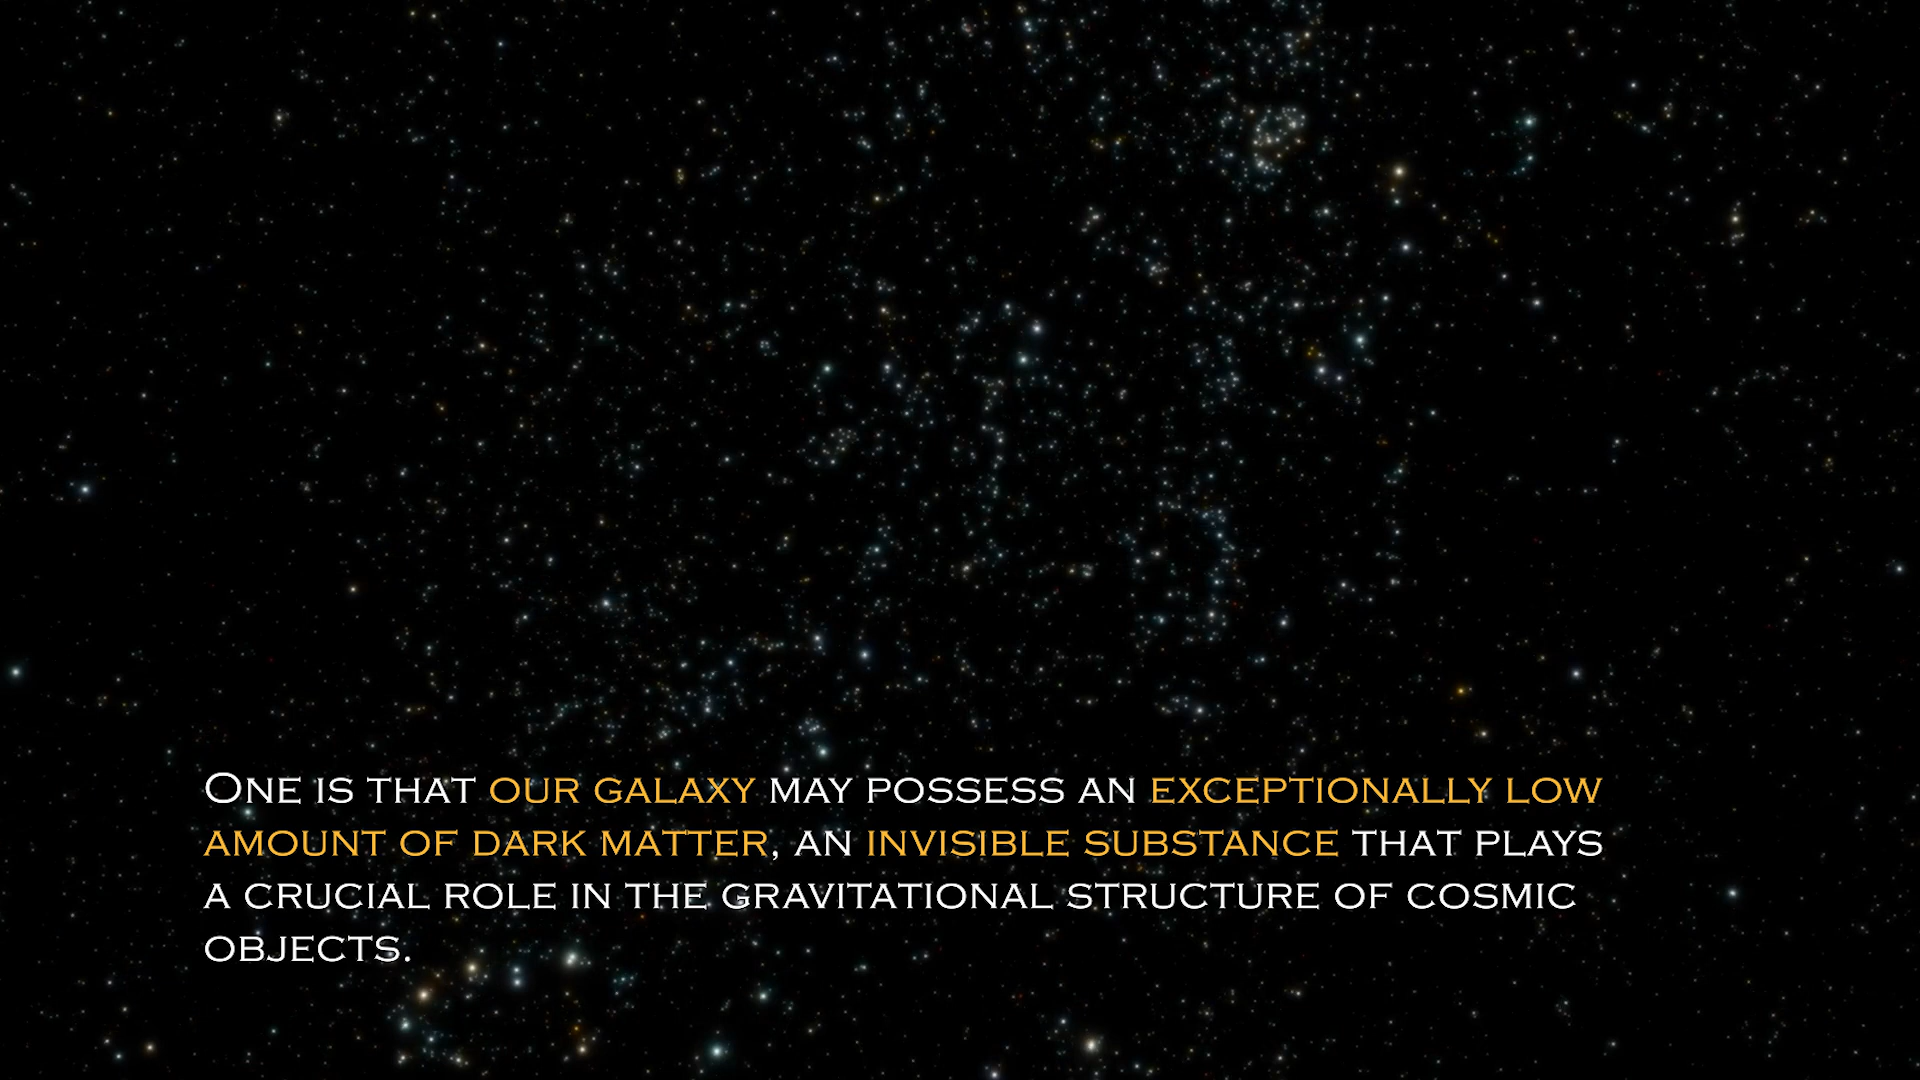 One is that our galaxy may possess an exceptionally low
amount of dark matter, an invisible substance that plays
a crucial role in the gravitational structure of cosmic
objects.